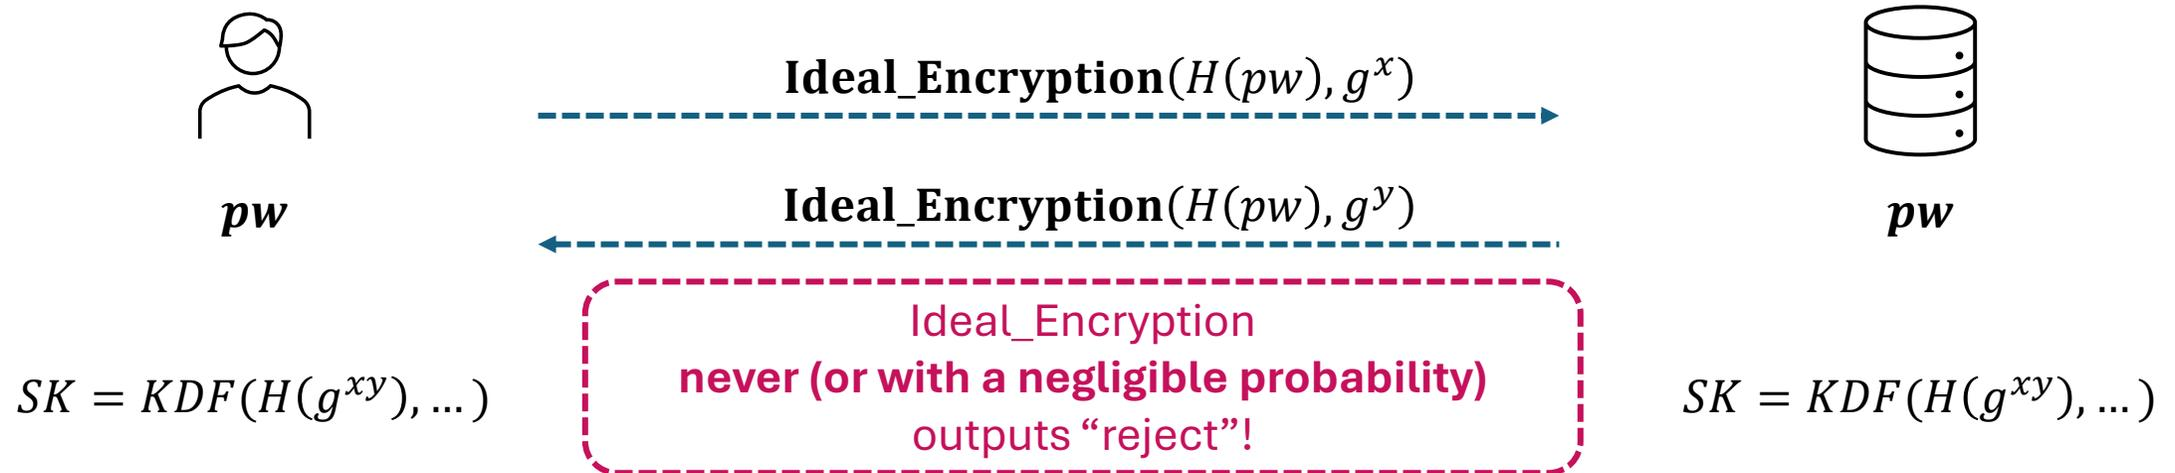 Ideal_Encryption(H(pw), g^x)
pw
Ideal_Encryption(H(pw), g^y)
pw
Ideal_Encryption
never (or with a negligible probability)
outputs “reject”!
SK = KDF(H(g^{xy}), … )
SK = KDF(H(g^{xy}), … )